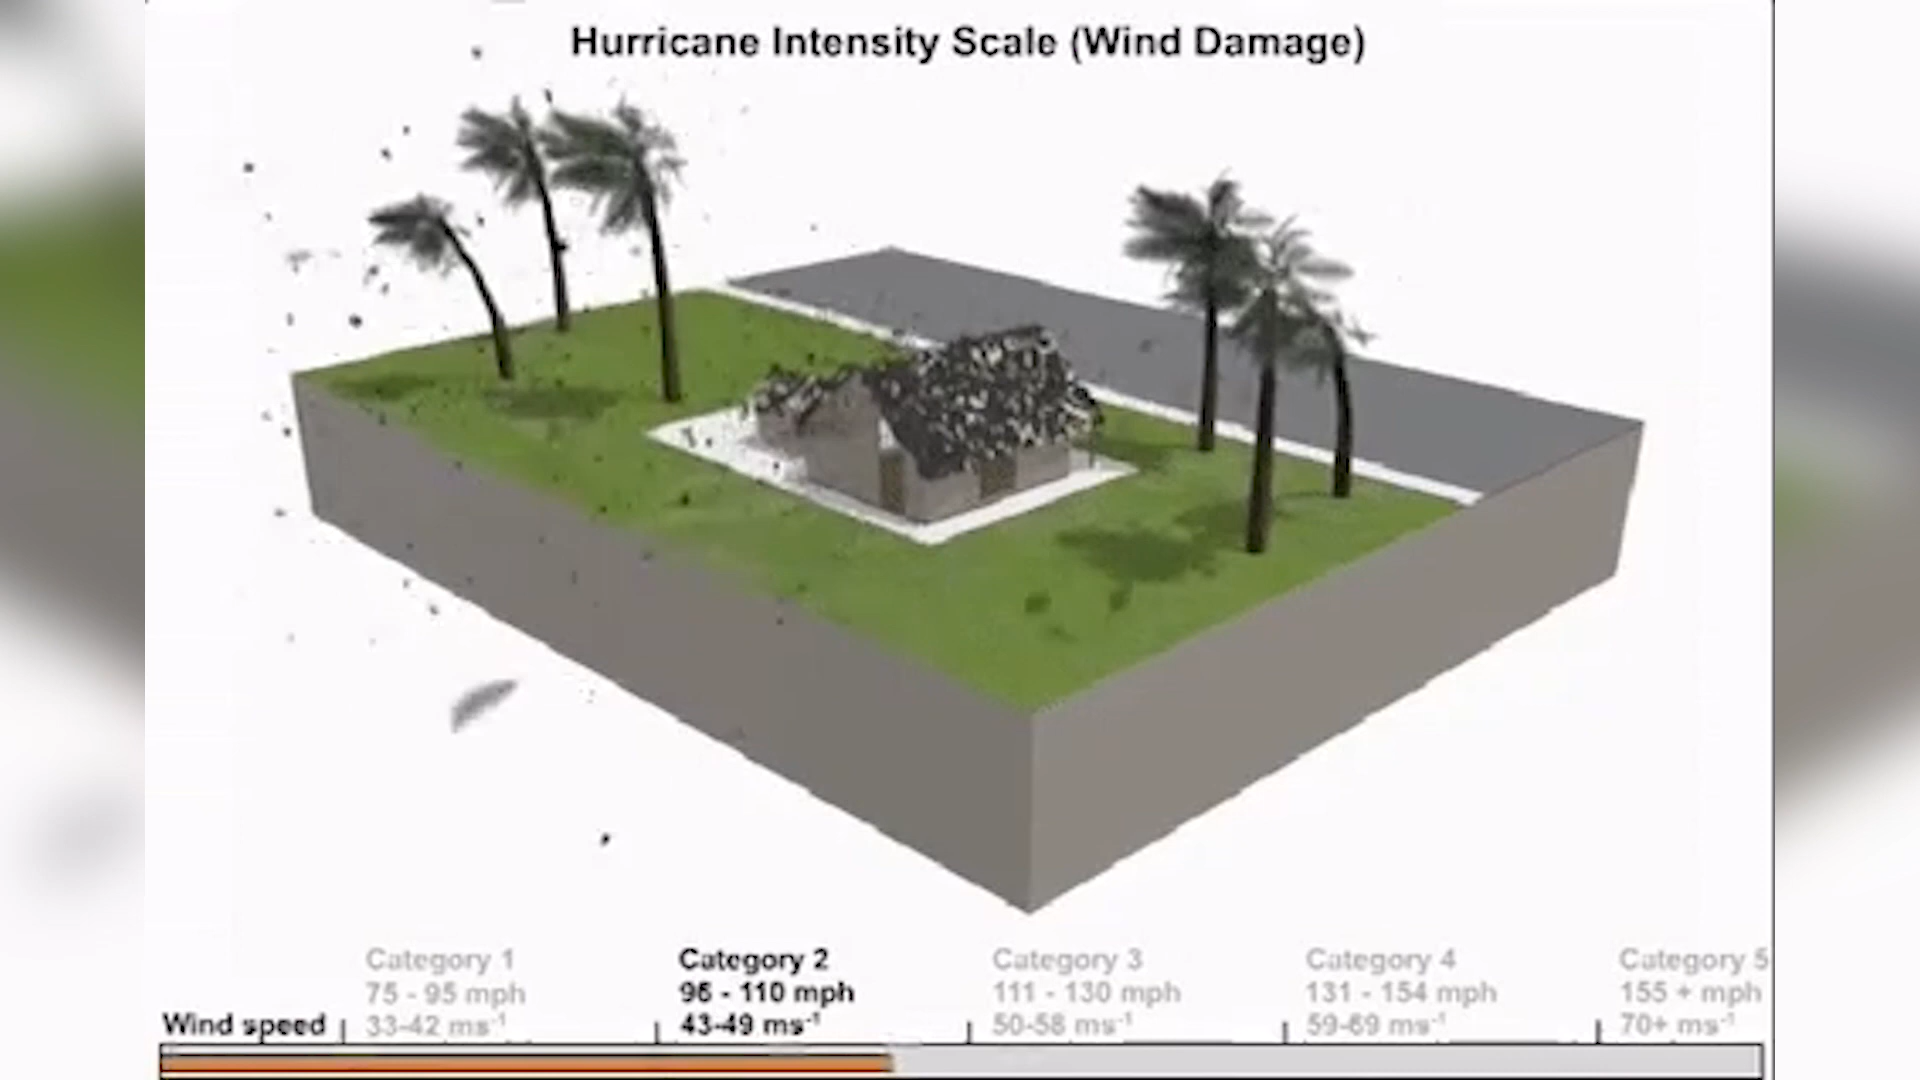 Hurricane Intensity Scale (Wind Damage)
Category 1
75 - 95 mph
33-42 ms⁻¹
Category 2
96 - 110 mph
43-49 ms⁻¹
Category 3
111 - 130 mph
50-58 ms⁻¹
Category 4
131 - 154 mph
59-69 ms⁻¹
Category 5
155 + mph
70+ ms⁻¹
Wind speed